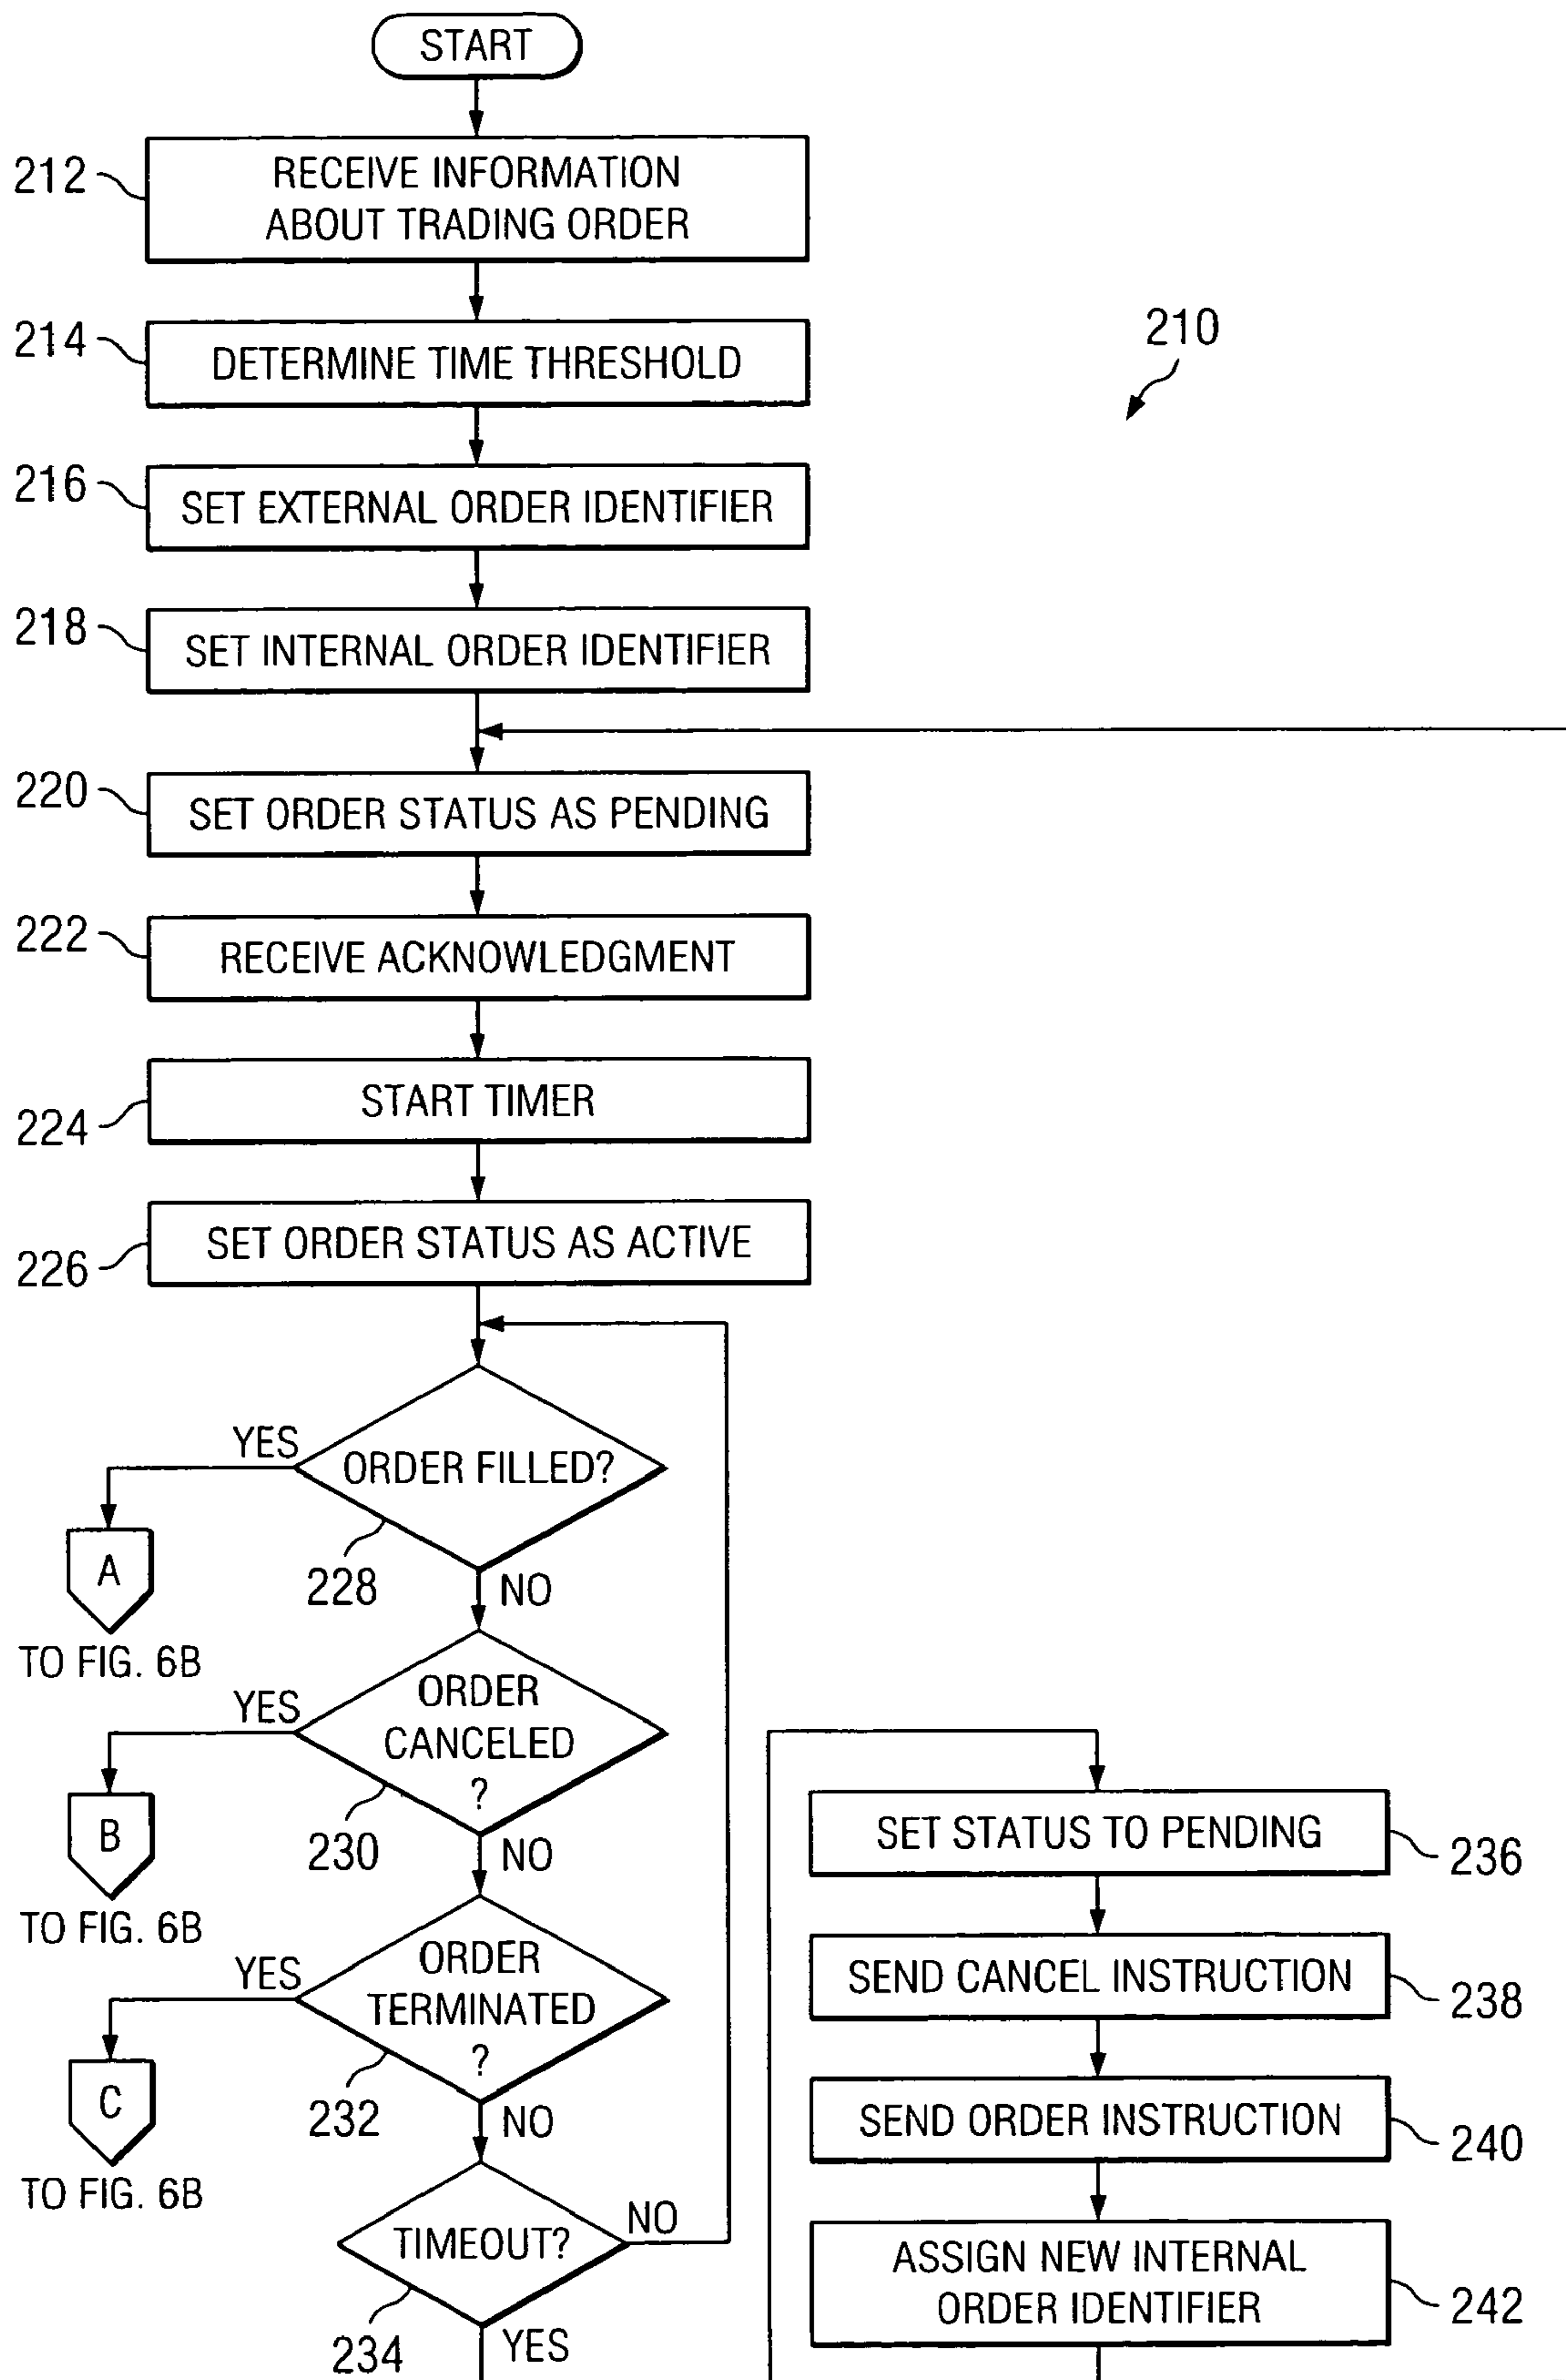 START
212
RECEIVE INFORMATION
ABOUT TRADING ORDER
214
DETERMINE TIME THRESHOLD
210
216
SET EXTERNAL ORDER IDENTIFIER
218
SET INTERNAL ORDER IDENTIFIER
220
SET ORDER STATUS AS PENDING
222
RECEIVE ACKNOWLEDGMENT
224
START TIMER
226
SET ORDER STATUS AS ACTIVE
YES
ORDER FILLED?
A
TO FIG. 6B
228
NO
YES
ORDER
CANCELED
?
B
TO FIG. 6B
230
NO
YES
ORDER
TERMINATED
?
C
TO FIG. 6B
232
NO
TIMEOUT?
NO
234
YES
SET STATUS TO PENDING
236
SEND CANCEL INSTRUCTION
238
SEND ORDER INSTRUCTION
240
ASSIGN NEW INTERNAL
ORDER IDENTIFIER
242